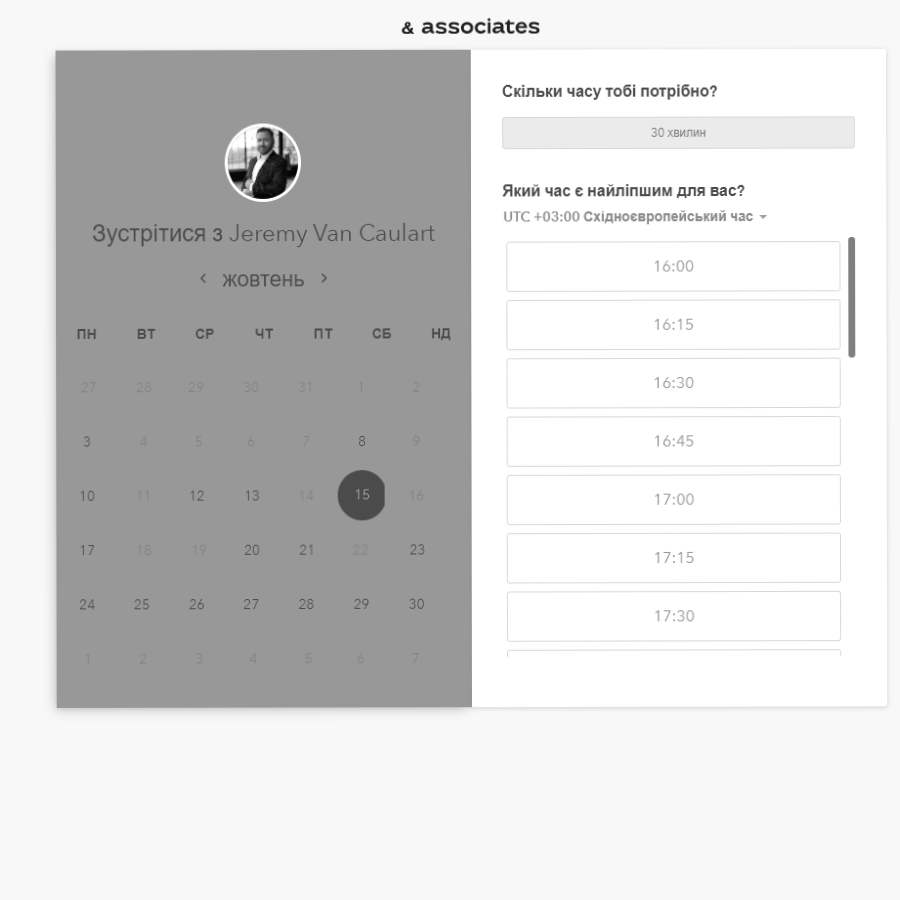 & associates
Зустрітися з Jeremy Van Caulart
жовтень
ПН ВТ СР ЧТ ПТ СБ НД
27 28 29 30 31 1 2
3 4 5 6 7 8 9
10 11 12 13 14 15 16
17 18 19 20 21 22 23
24 25 26 27 28 29 30
1 2 3 4 5 6 7
Скільки часу тобі потрібно?
30 хвилин
Який час є найліпшим для вас?
UTC +03:00 Східноєвропейський час
16:00
16:15
16:30
16:45
17:00
17:15
17:30